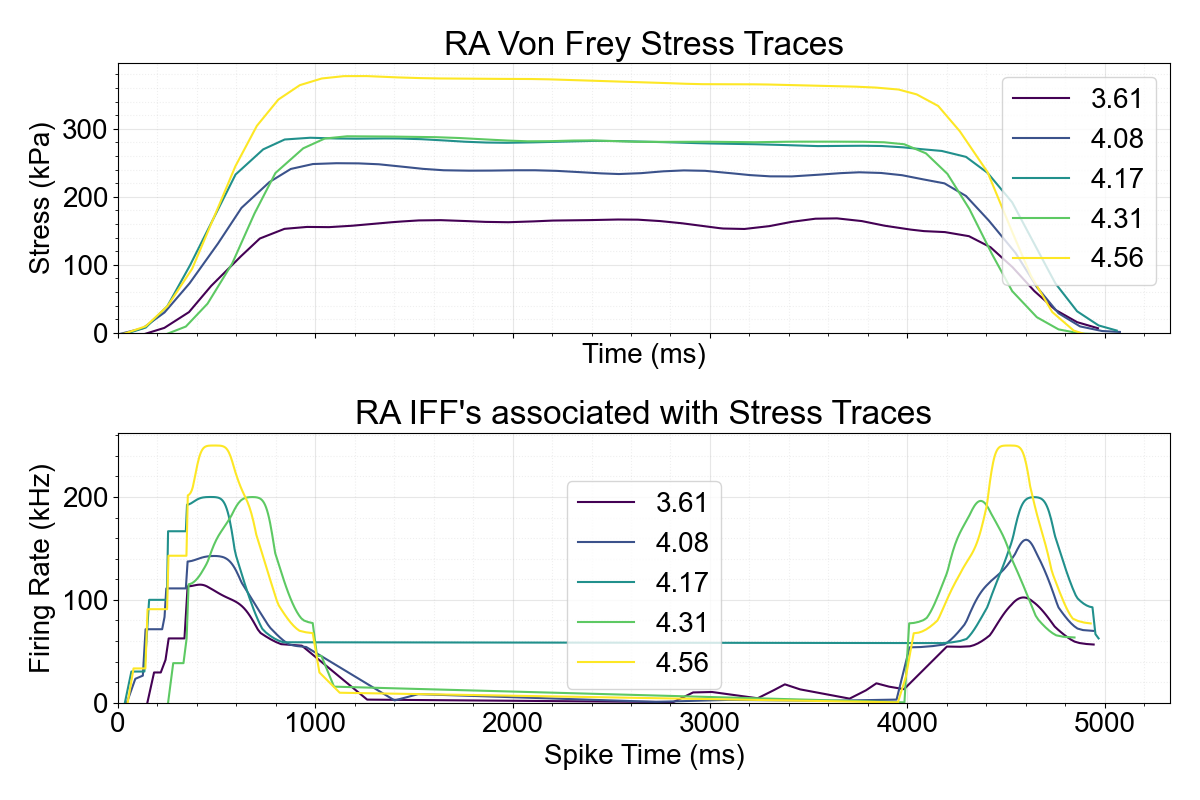 RA Von Frey Stress Traces
Stress (kPa)
300
200
100
0
3.61
4.08
4.17
4.31
4.56
Time (ms)
RA IFF's associated with Stress Traces
Firing Rate (kHz)
200
100
0
3.61
4.08
4.17
4.31
4.56
0 1000 2000 3000 4000 5000
Spike Time (ms)